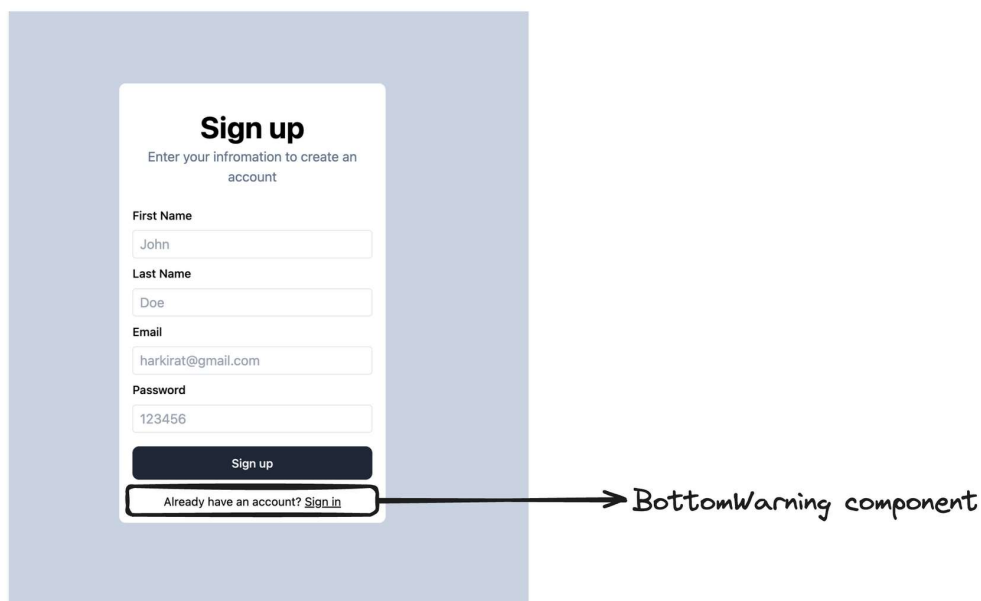 Sign up
Enter your infromation to create an
account
First Name
John
Last Name
Doe
Email
harkirat@gmail.com
Password
123456
Sign up
Already have an account? Sign in
BottomWarning component